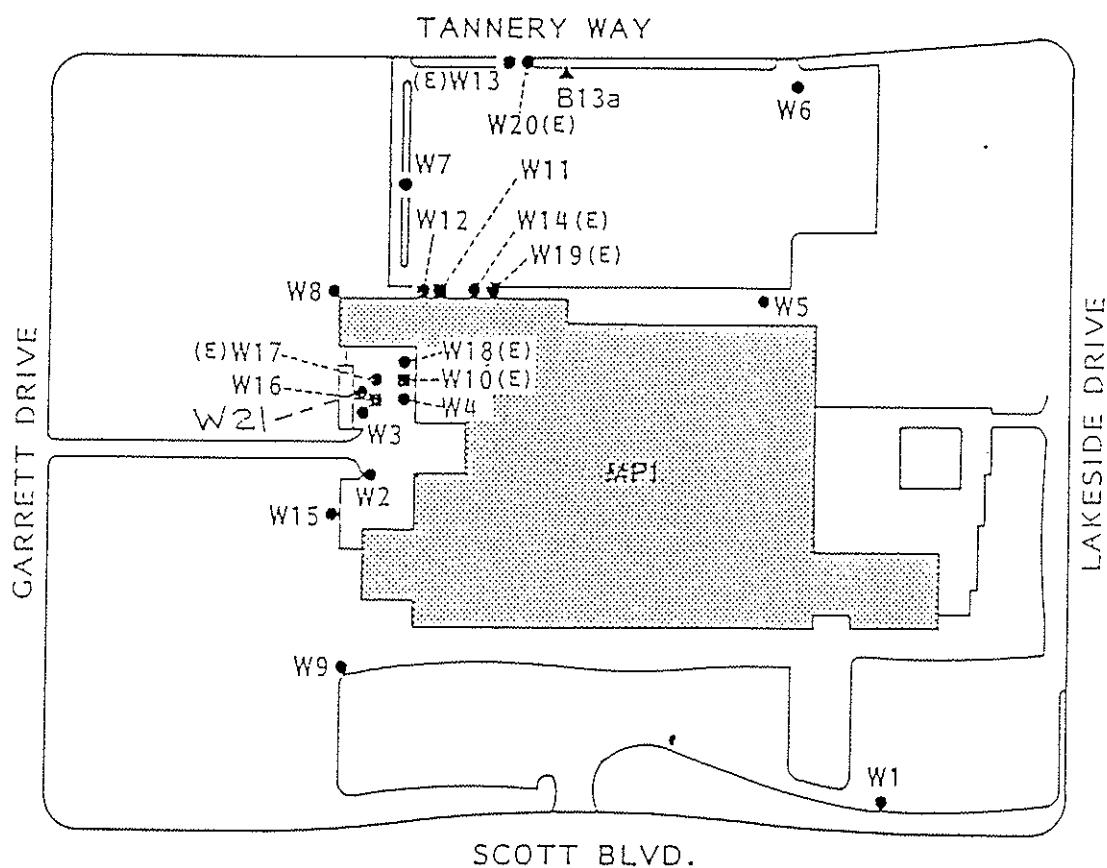 TANNERY WAY
(E)W13
B13a
W6
W20(E)
W7
W11
W12
W14(E)
W19(E)
W8
W5
(E)W17
W18(E)
W16
W10(E)
W21
W4
W3
MP1
W2
W15
GARRETT DRIVE
LAKESIDE DRIVE
W9
W1
SCOTT BLVD.